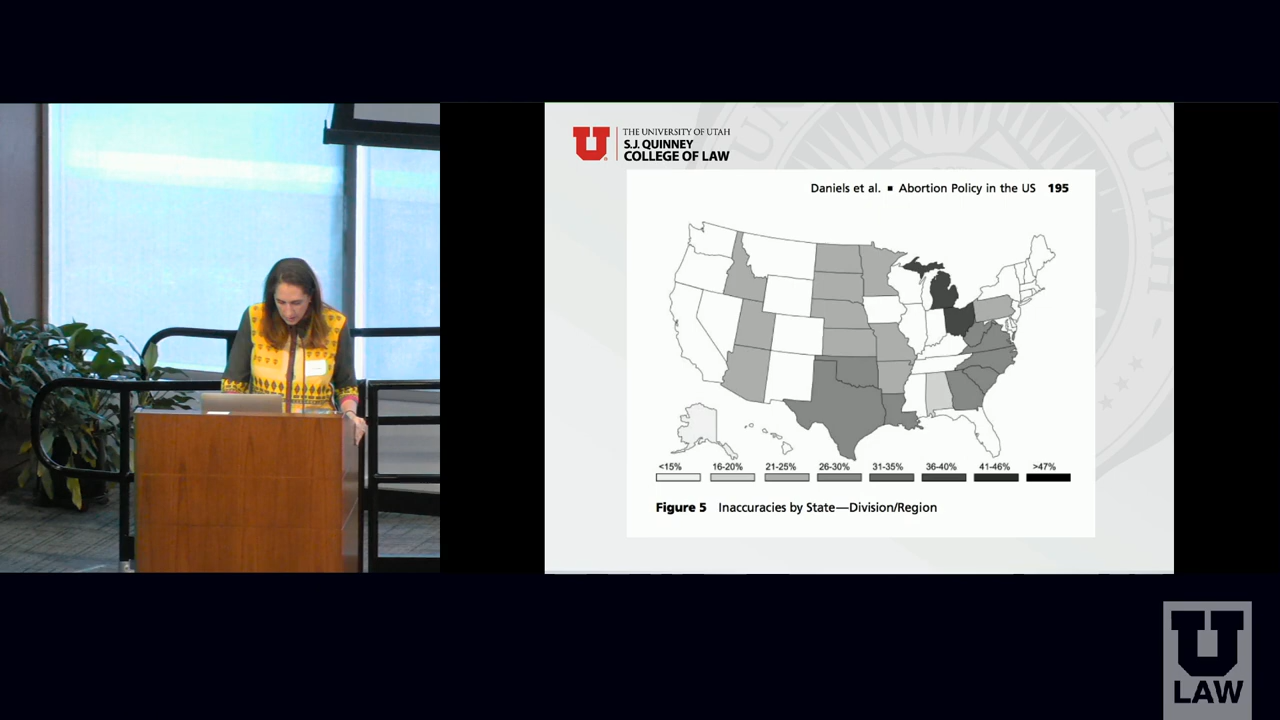 THE UNIVERSITY OF UTAH
S.J. QUINNEY
COLLEGE OF LAW
Daniels et al. ▪ Abortion Policy in the US 195
<15% 16-20% 21-25% 26-30% 31-35% 36-40% 41-46% >47%
Figure 5 Inaccuracies by State—Division/Region
U
LAW